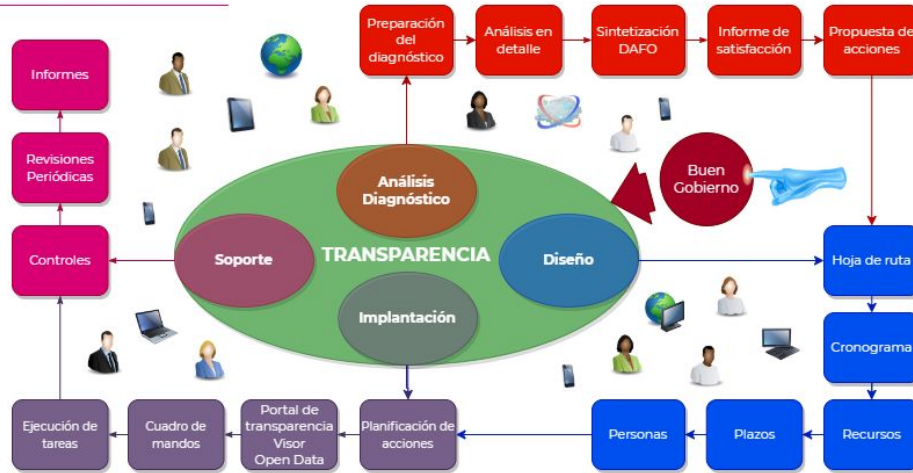 Preparación
del
diagnóstico
Análisis en
detalle
Sintetización
DAFO
Informe de
satisfacción
Propuesta de
acciones
Informes
Revisiones
Periódicas
Controles
Análisis
Diagnóstico
Soporte
TRANSPARENCIA
Diseño
Implantación
Buen
Gobierno
Hoja de ruta
Cronograma
Recursos
Plazos
Personas
Planificación de
acciones
Portal de
transparencia
Visor
Open Data
Cuadro de
mandos
Ejecución de
tareas